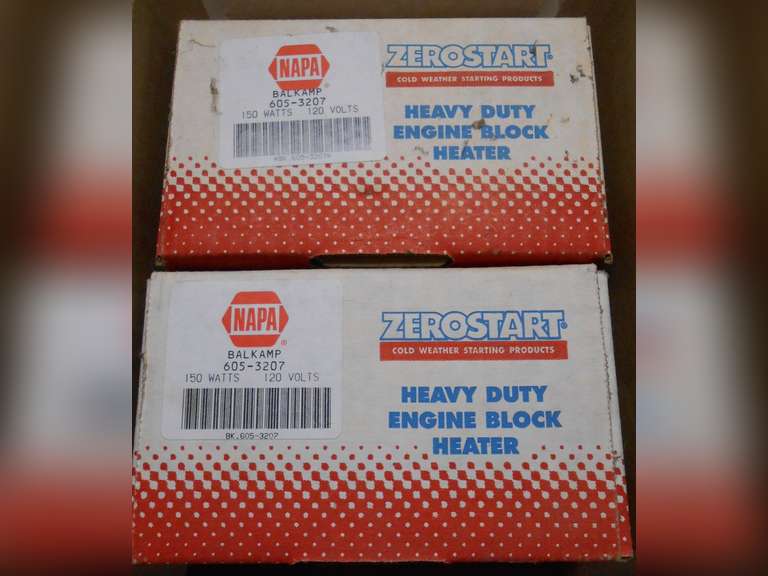 NAPA
BALKAMP
605-3207
150 WATTS 120 VOLTS
ZEROSTART®
COLD WEATHER STARTING PRODUCTS
HEAVY DUTY
ENGINE BLOCK
HEATER
NAPA®
BALKAMP
605-3207
150 WATTS 120 VOLTS
BK.605-3207
ZEROSTART®
COLD WEATHER STARTING PRODUCTS
HEAVY DUTY
ENGINE BLOCK
HEATER